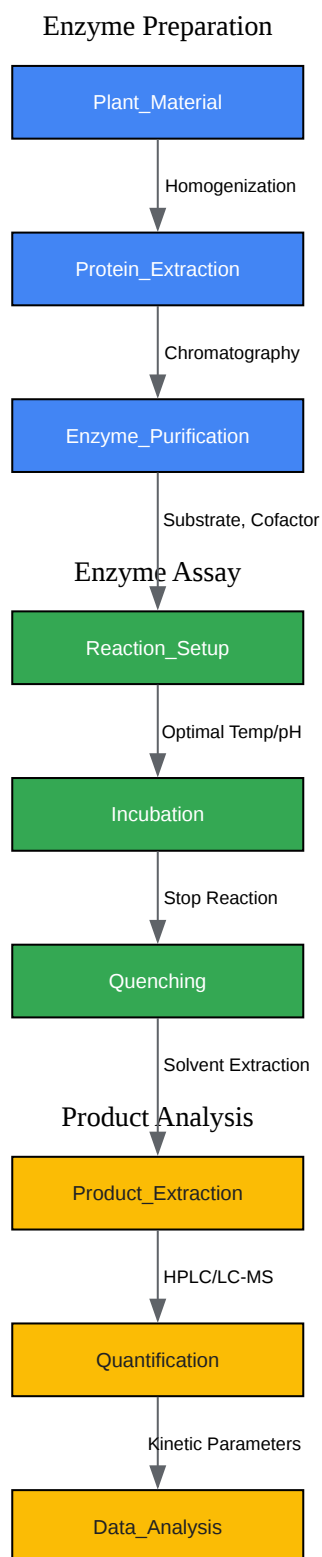 Enzyme Preparation
Plant_Material
Homogenization
Protein_Extraction
Chromatography
Enzyme_Purification
Substrate, Cofactor
Enzyme Assay
Reaction_Setup
Optimal Temp/pH
Incubation
Stop Reaction
Quenching
Solvent Extraction
Product Analysis
Product_Extraction
HPLC/LC-MS
Quantification
Kinetic Parameters
Data_Analysis